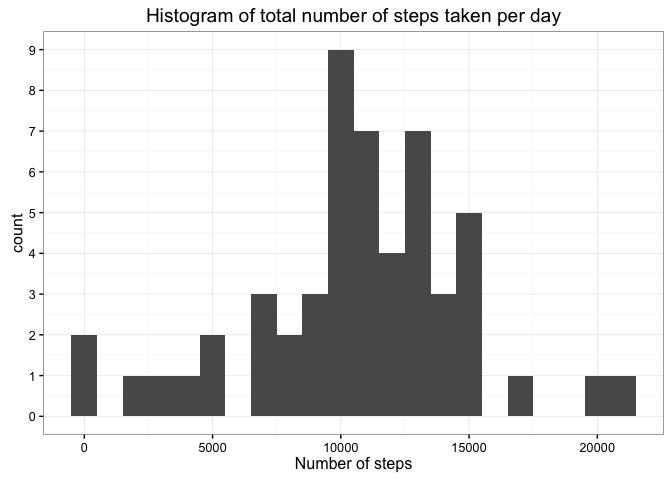 Histogram of total number of steps taken per day
9
8
7
6
5
4
3
2
1
0
count
0 5000 10000 15000 20000
Number of steps